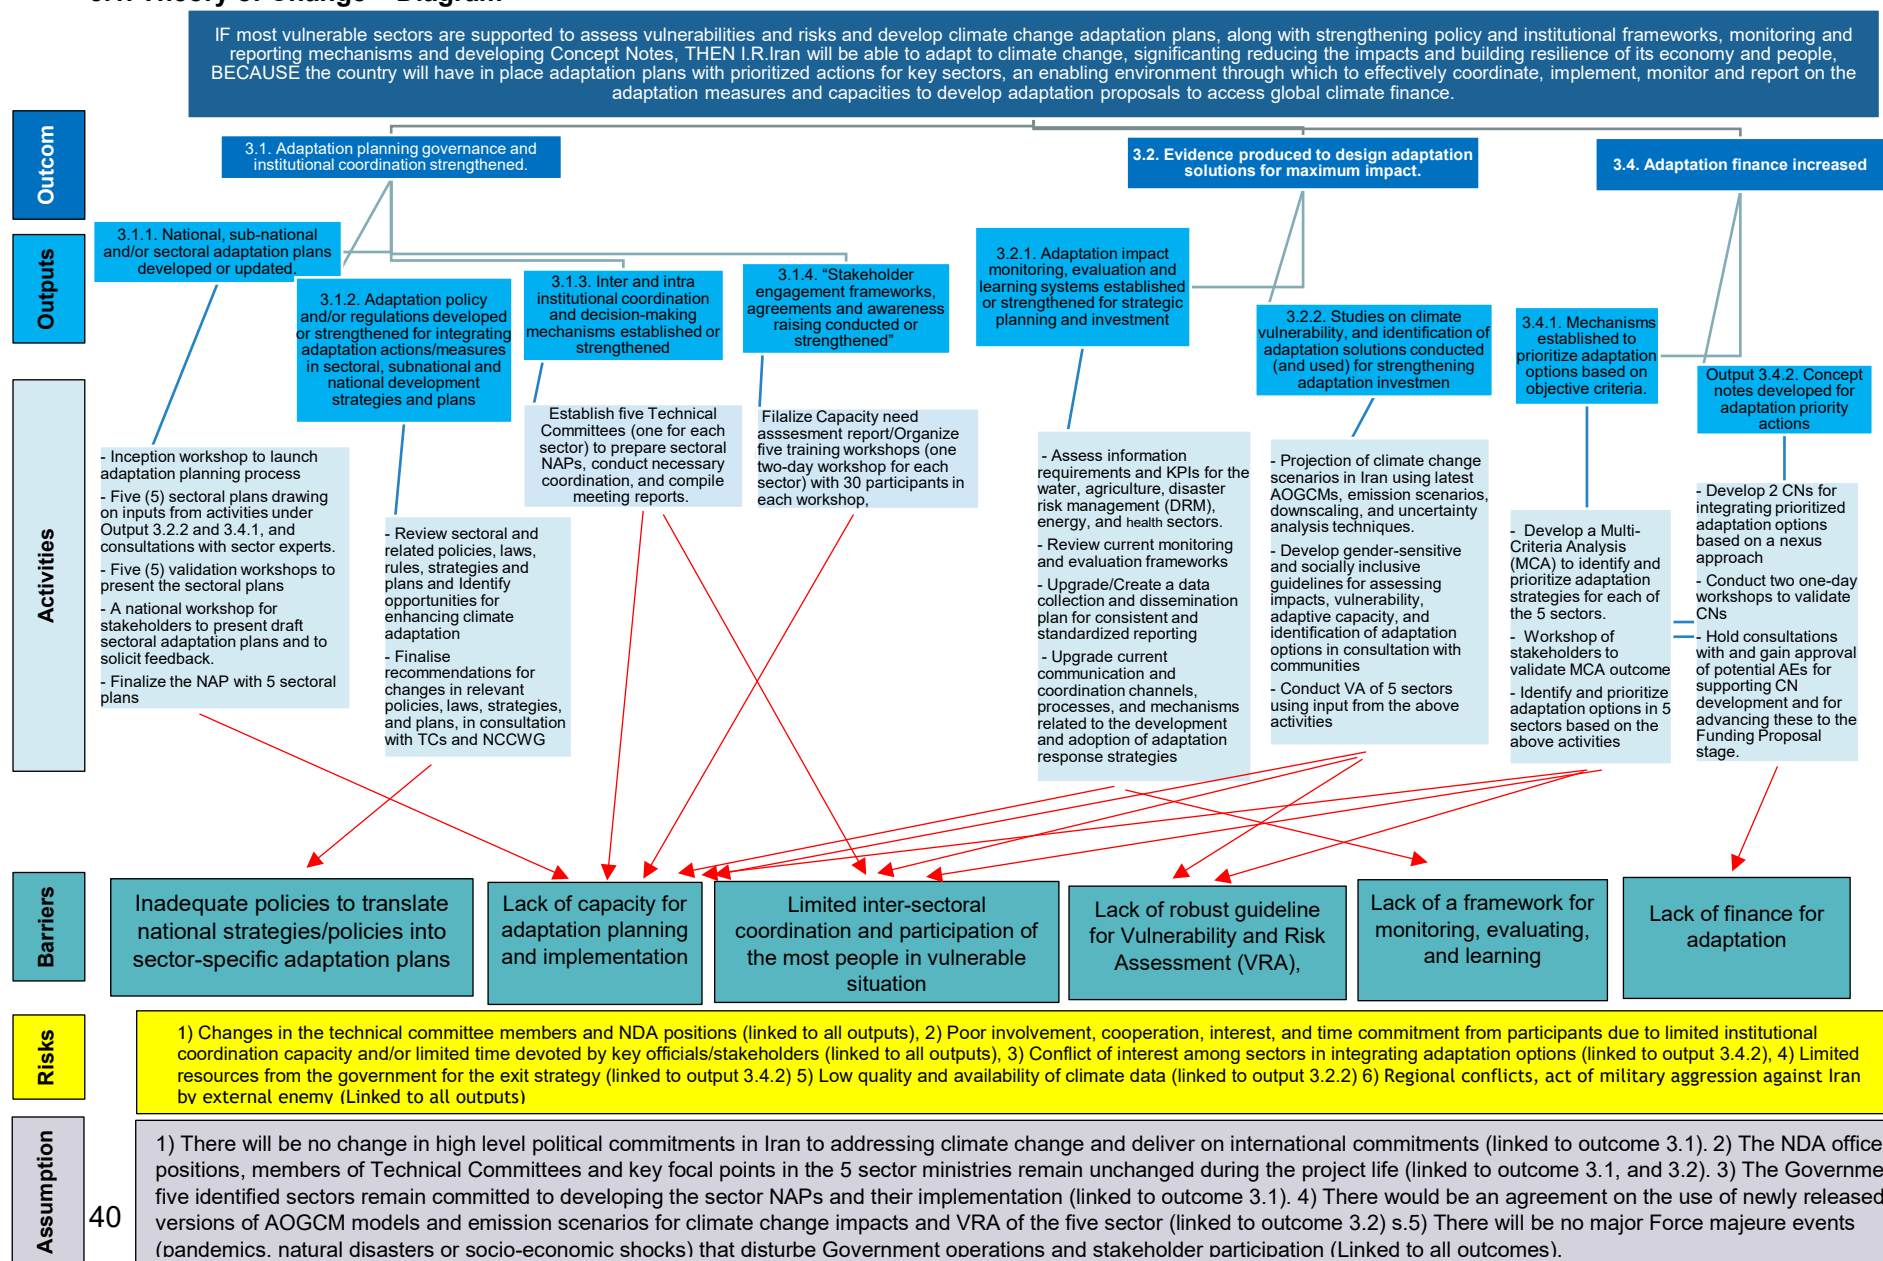 IF most vulnerable sectors are supported to assess vulnerabilities and risks and develop climate change adaptation plans, along with strengthening policy and institutional frameworks, monitoring and
reporting mechanisms and developing Concept Notes, THEN I.R.Iran will be able to adapt to climate change, significanting reducing the impacts and building resilience of its economy and people,
BECAUSE the country will have in place adaptation plans with prioritized actions for key sectors, an enabling environment through which to effectively coordinate, implement, monitor and report on the
adaptation measures and capacities to develop adaptation proposals to access global climate finance.
Outcom
3.1. Adaptation planning governance and
institutional coordination strengthened.
3.2. Evidence produced to design adaptation
solutions for maximum impact.
3.4. Adaptation finance increased
Outputs
3.1.1. National, sub-national
and/or sectoral adaptation plans
developed or updated.
3.1.2. Adaptation policy
and/or regulations developed
or strengthened for integrating
adaptation actions/measures
in sectoral, subnational and
national development
strategies and plans
3.1.3. Inter and intra
institutional coordination
and decision-making
mechanisms established or
strengthened
3.1.4. “Stakeholder
engagement frameworks,
agreements and awareness
raising conducted or
strengthened”
3.2.1. Adaptation impact
monitoring, evaluation and
learning systems established
or strengthened for strategic
planning and investment
3.2.2. Studies on climate
vulnerability, and identification of
adaptation solutions conducted
(and used) for strengthening
adaptation investmen
3.4.1. Mechanisms
established to
prioritize adaptation
options based on
objective criteria.
Output 3.4.2. Concept
notes developed for
adaptation priority
actions
Activities
- Inception workshop to launch
adaptation planning process
- Five (5) sectoral plans drawing
on inputs from activities under
Output 3.2.2 and 3.4.1, and
consultations with sector experts.
- Five (5) validation workshops to
present the sectoral plans
- A national workshop for
stakeholders to present draft
sectoral adaptation plans and to
solicit feedback.
- Finalize the NAP with 5 sectoral
plans
- Review sectoral and
related policies, laws,
rules, strategies and
plans and Identify
opportunities for
enhancing climate
adaptation
- Finalise
recommendations for
changes in relevant
policies, laws, strategies,
and plans, in consultation
with TCs and NCCWG
Establish five Technical
Committees (one for each
sector) to prepare sectoral
NAPs, conduct necessary
coordination, and compile
meeting reports.
Filalize Capacity need
asssesment report/Organize
five training workshops (one
two-day workshop for each
sector) with 30 participants in
each workshop,
- Assess information
requirements and KPIs for the
water, agriculture, disaster
risk management (DRM),
energy, and health sectors.
- Review current monitoring
and evaluation frameworks
- Upgrade/Create a data
collection and dissemination
plan for consistent and
standardized reporting
- Upgrade current
communication and
coordination channels,
processes, and mechanisms
related to the development
and adoption of adaptation
response strategies
- Projection of climate change
scenarios in Iran using latest
AOGCMs, emission scenarios,
downscaling, and uncertainty
analysis techniques.
- Develop gender-sensitive
and socially inclusive
guidelines for assessing
impacts, vulnerability,
adaptive capacity, and
identification of adaptation
options in consultation with
communities
- Conduct VA of 5 sectors
using input from the above
activities
- Develop a Multi-
Criteria Analysis
(MCA) to identify and
prioritize adaptation
strategies for each of
the 5 sectors.
- Workshop of
stakeholders to
validate MCA outcome
- Identify and prioritize
adaptation options in 5
sectors based on the
above activities
- Develop 2 CNs for
integrating prioritized
adaptation options
based on a nexus
approach
- Conduct two one-day
workshops to validate
CNs
- Hold consultations
with and gain approval
of potential AEs for
supporting CN
development and for
advancing these to the
Funding Proposal
stage.
Barriers
Inadequate policies to translate
national strategies/policies into
sector-specific adaptation plans
Lack of capacity for
adaptation planning
and implementation
Limited inter-sectoral
coordination and participation of
the most people in vulnerable
situation
Lack of robust guideline
for Vulnerability and Risk
Assessment (VRA),
Lack of a framework for
monitoring, evaluating,
and learning
Lack of finance for
adaptation
Risks
1) Changes in the technical committee members and NDA positions (linked to all outputs), 2) Poor involvement, cooperation, interest, and time commitment from participants due to limited institutional
coordination capacity and/or limited time devoted by key officials/stakeholders (linked to all outputs), 3) Conflict of interest among sectors in integrating adaptation options (linked to output 3.4.2), 4) Limited
resources from the government for the exit strategy (linked to output 3.4.2) 5) Low quality and availability of climate data (linked to output 3.2.2) 6) Regional conflicts, act of military aggression against Iran
by external enemy (Linked to all outputs)
Assumption
40
1) There will be no change in high level political commitments in Iran to addressing climate change and deliver on international commitments (linked to outcome 3.1). 2) The NDA office
positions, members of Technical Committees and key focal points in the 5 sector ministries remain unchanged during the project life (linked to outcome 3.1, and 3.2). 3) The Governme
five identified sectors remain committed to developing the sector NAPs and their implementation (linked to outcome 3.1). 4) There would be an agreement on the use of newly released
versions of AOGCM models and emission scenarios for climate change impacts and VRA of the five sector (linked to outcome 3.2) s.5) There will be no major Force majeure events
(pandemics, natural disasters or socio-economic shocks) that disturbe Government operations and stakeholder participation (Linked to all outcomes).